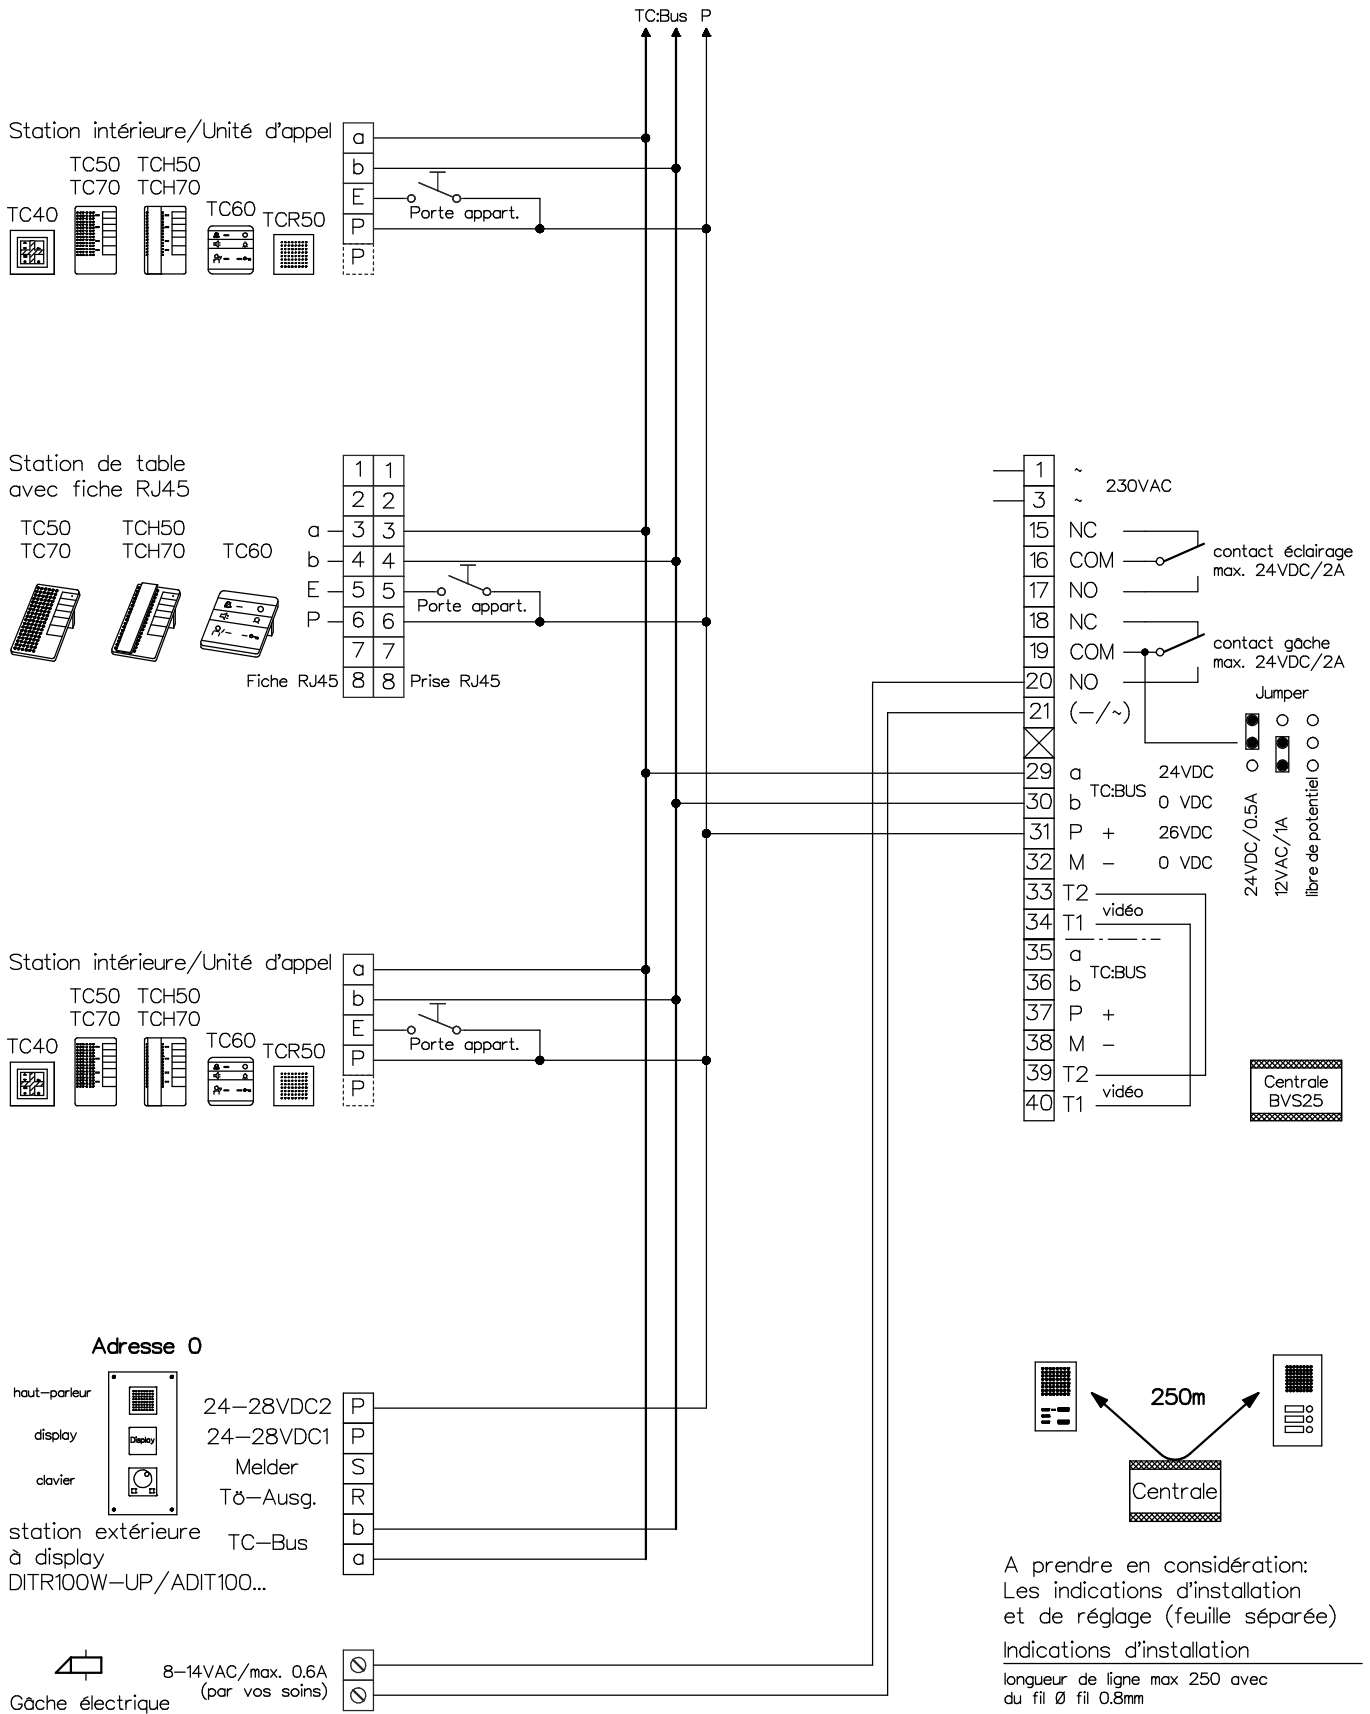 TC:Bus P
Station intérieure/Unité d'appel
TC50 TCH50
TC70 TCH70
TC40
TC60
TCR50
a
b
E
P
P
Porte appart.
Station de table
avec fiche RJ45
TC50 TCH50
TC70 TCH70 TC60
1 1
2 2
a 3 3
b 4 4
E 5 5
P 6 6
7 7
Fiche RJ45 8 8 Prise RJ45
Porte appart.
1 ~
230VAC
3 ~
15 NC
16 COM
17 NO
contact éclairage
max. 24VDC/2A
18 NC
19 COM
20 NO
contact gâche
max. 24VDC/2A
21 (-/~)
Jumper
29 a 24VDC
TC:BUS
30 b 0 VDC
31 P + 26VDC
32 M - 0 VDC
24VDC/0.5A
12VAC/1A
libre de potentiel
33 T2
vidéo
34 T1
35 a
TC:BUS
36 b
37 P +
38 M -
39 T2
vidéo
40 T1
Centrale
BVS25
Station intérieure/Unité d'appel
TC50 TCH50
TC70 TCH70
TC40
TC60
TCR50
a
b
E
P
P
Porte appart.
Adresse 0
haut-parleur
display
Display
clavier
24-28VDC2 P
24-28VDC1 P
Melder S
Tö-Ausg. R
b
TC-Bus
a
station extérieure
à display
DITR100W-UP/ADIT100...
8-14VAC/max. 0.6A
(par vos soins)
Gâche électrique
250m
Centrale
A prendre en considération:
Les indications d'installation
et de réglage (feuille séparée)
Indications d'installation
longueur de ligne max 250 avec
du fil Ø fil 0.8mm